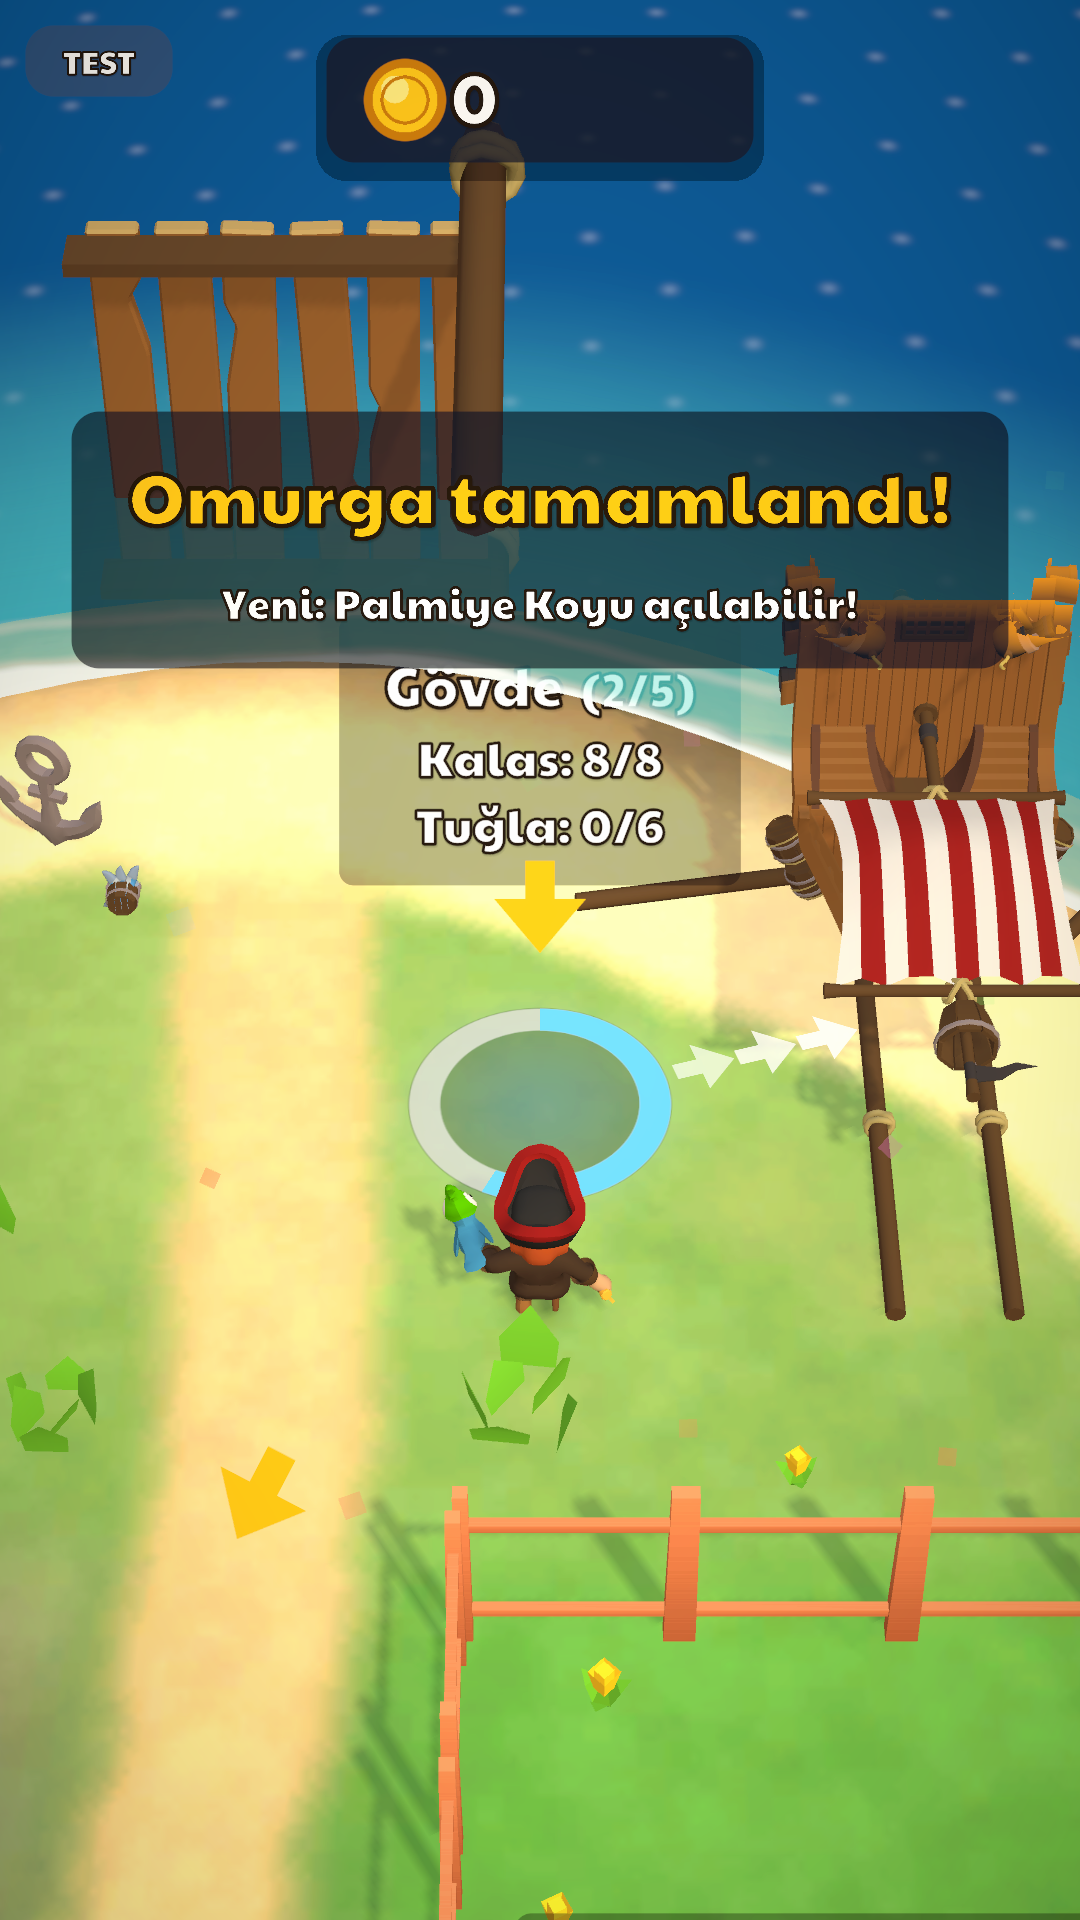 TEST
0
Omurga tamamlandı!
Yeni: Palmiye Koyu açılabilir!
Gövde (2/5)
Kalas: 8/8
Tuğla: 0/6